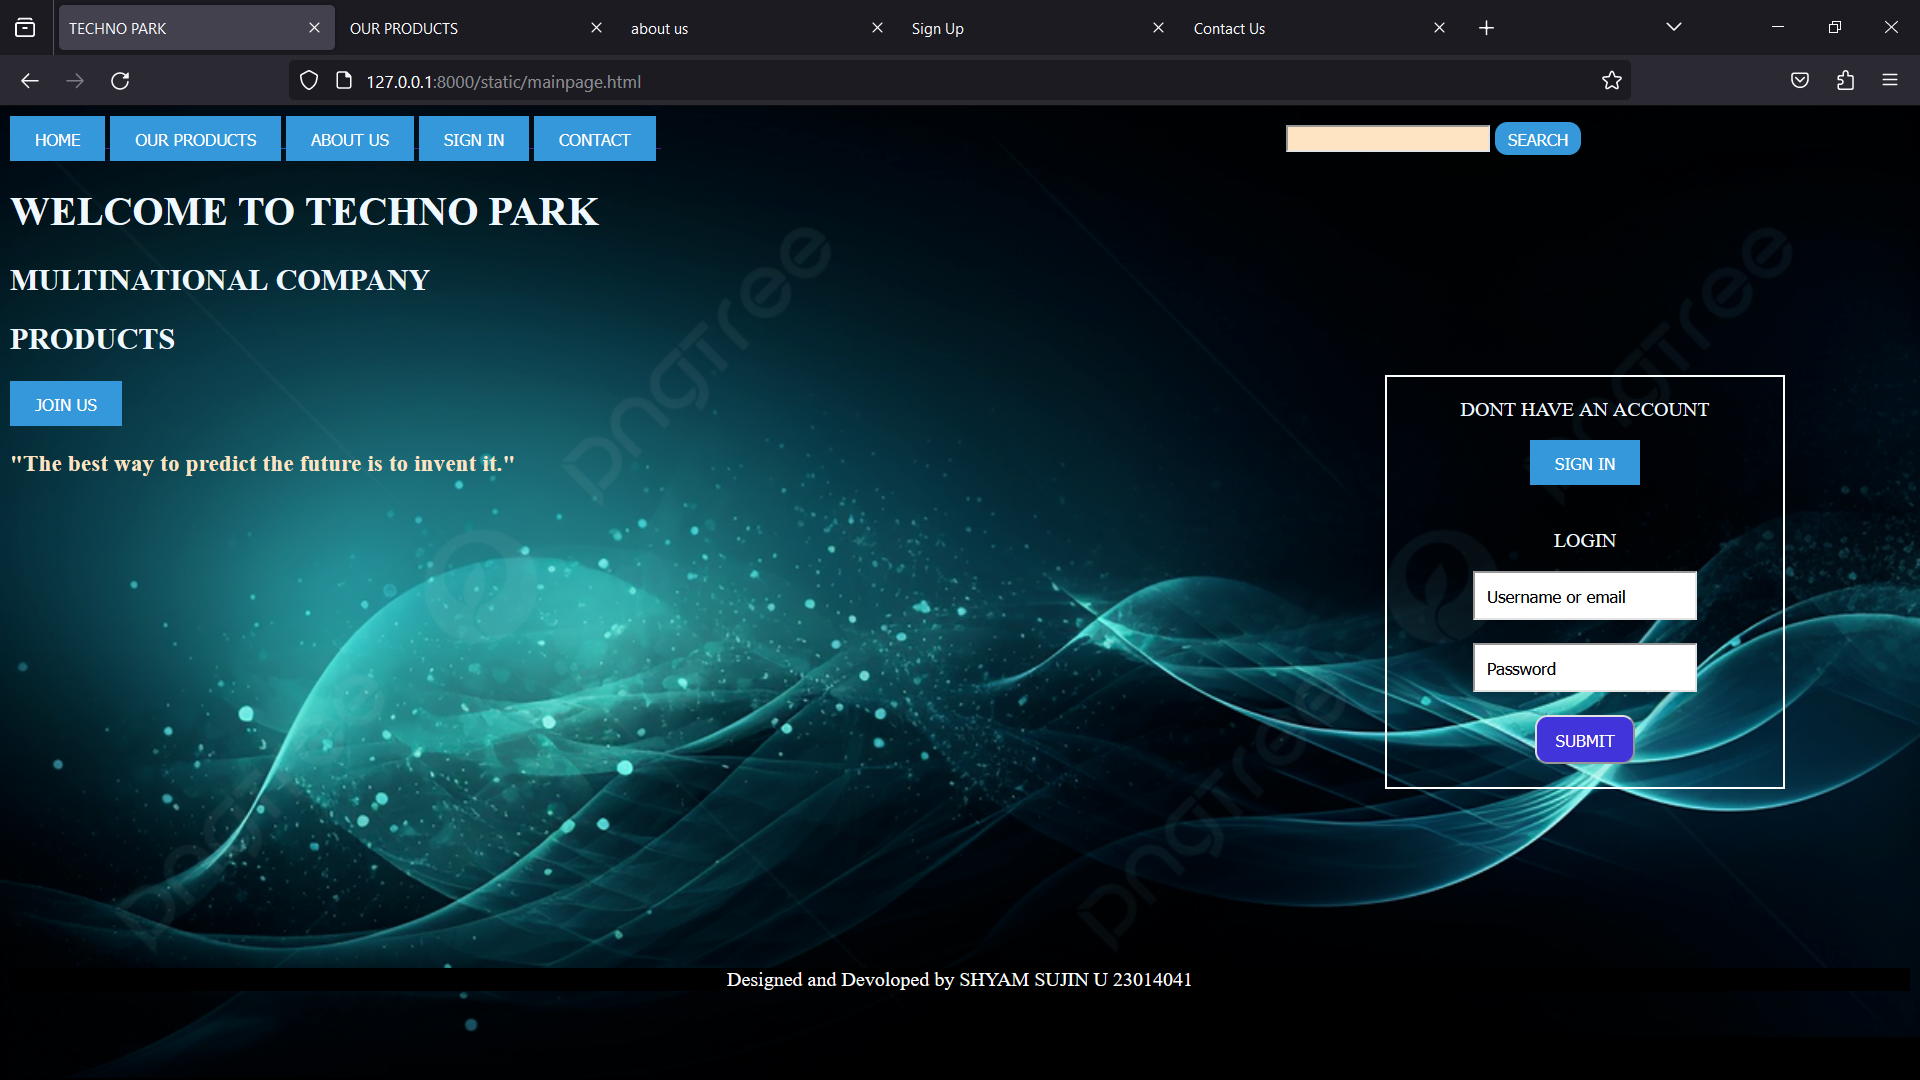 TECHNO PARK
OUR PRODUCTS
about us
Sign Up
Contact Us
127.0.0.1:8000/static/mainpage.html
HOME
OUR PRODUCTS
ABOUT US
SIGN IN
CONTACT
SEARCH
WELCOME TO TECHNO PARK
MULTINATIONAL COMPANY
PRODUCTS
JOIN US
"The best way to predict the future is to invent it."
DONT HAVE AN ACCOUNT
SIGN IN
LOGIN
Username or email
Password
SUBMIT
Designed and Devoloped by SHYAM SUJIN U 23014041
pngtree
pngtree
pngtree
pngtree